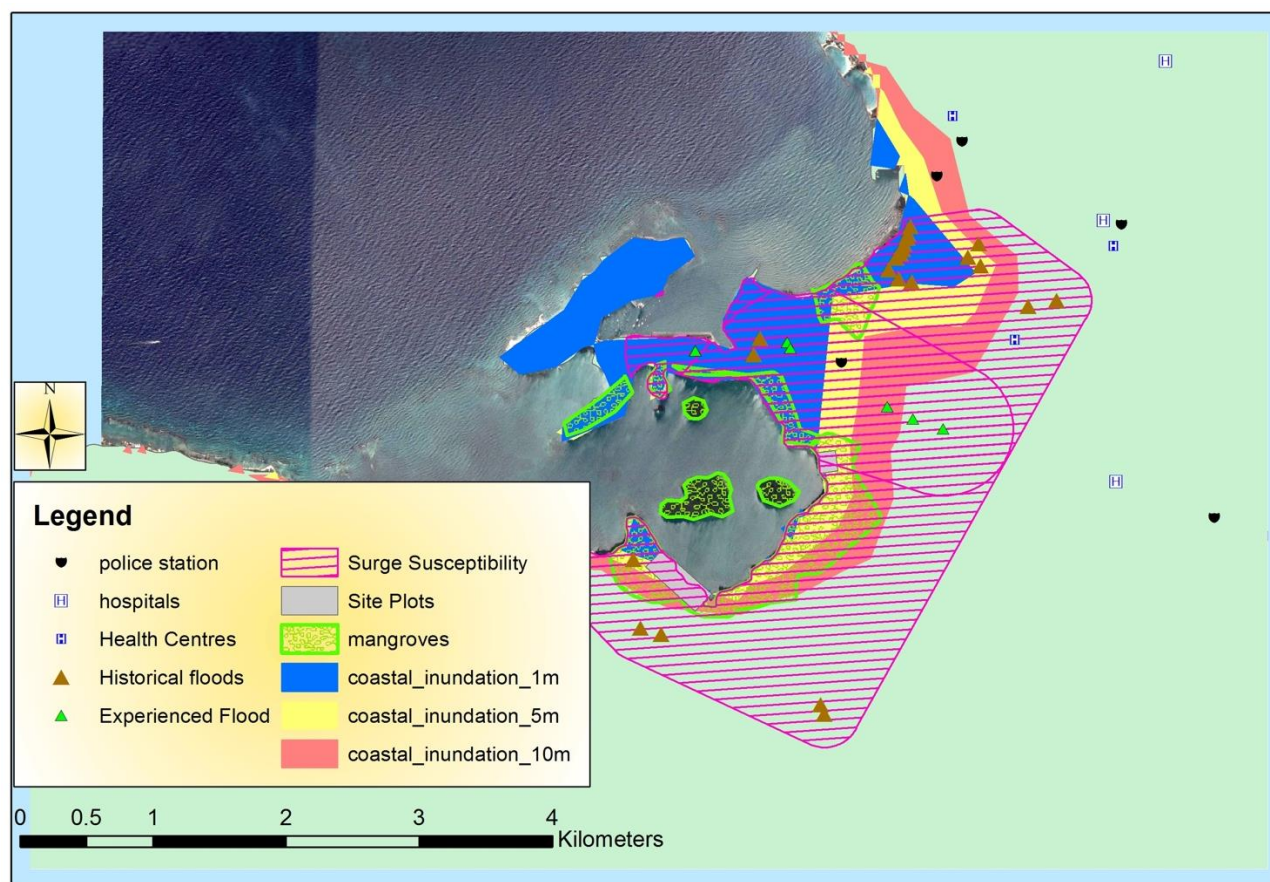 H
H
H
H
H
N
H
H
Legend
police station
H hospitals
H Health Centres
Historical floods
Experienced Flood
Surge Susceptibility
Site Plots
mangroves
coastal_inundation_1m
coastal_inundation_5m
coastal_inundation_10m
0 0.5 1 2 3 4
Kilometers